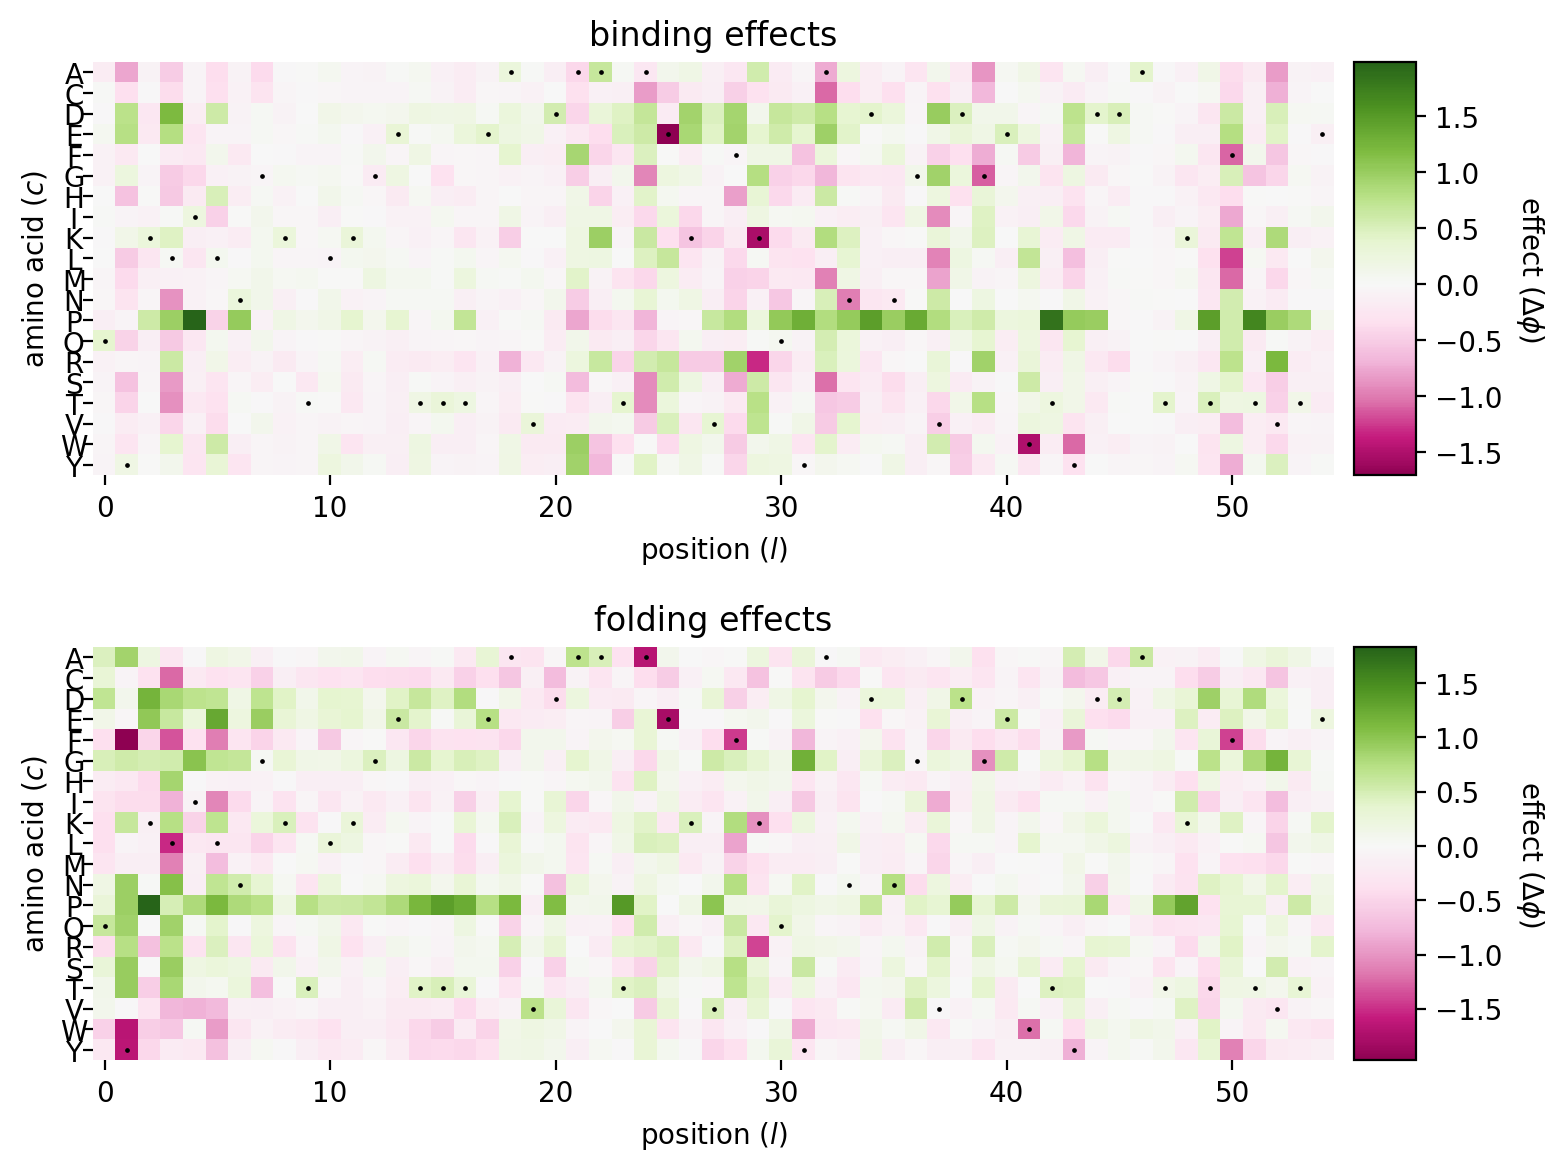 binding effects
A
C
D
E
F
G
H
I
K
L
M
N
P
Q
R
S
T
V
W
Y
amino acid (c)
0 10 20 30 40 50
position (l)
1.5
1.0
0.5
0.0
−0.5
−1.0
−1.5
effect (Δϕ)
folding effects
A
C
D
E
F
G
H
I
K
L
M
N
P
Q
R
S
T
V
W
Y
amino acid (c)
0 10 20 30 40 50
position (l)
1.5
1.0
0.5
0.0
−0.5
−1.0
−1.5
effect (Δϕ)